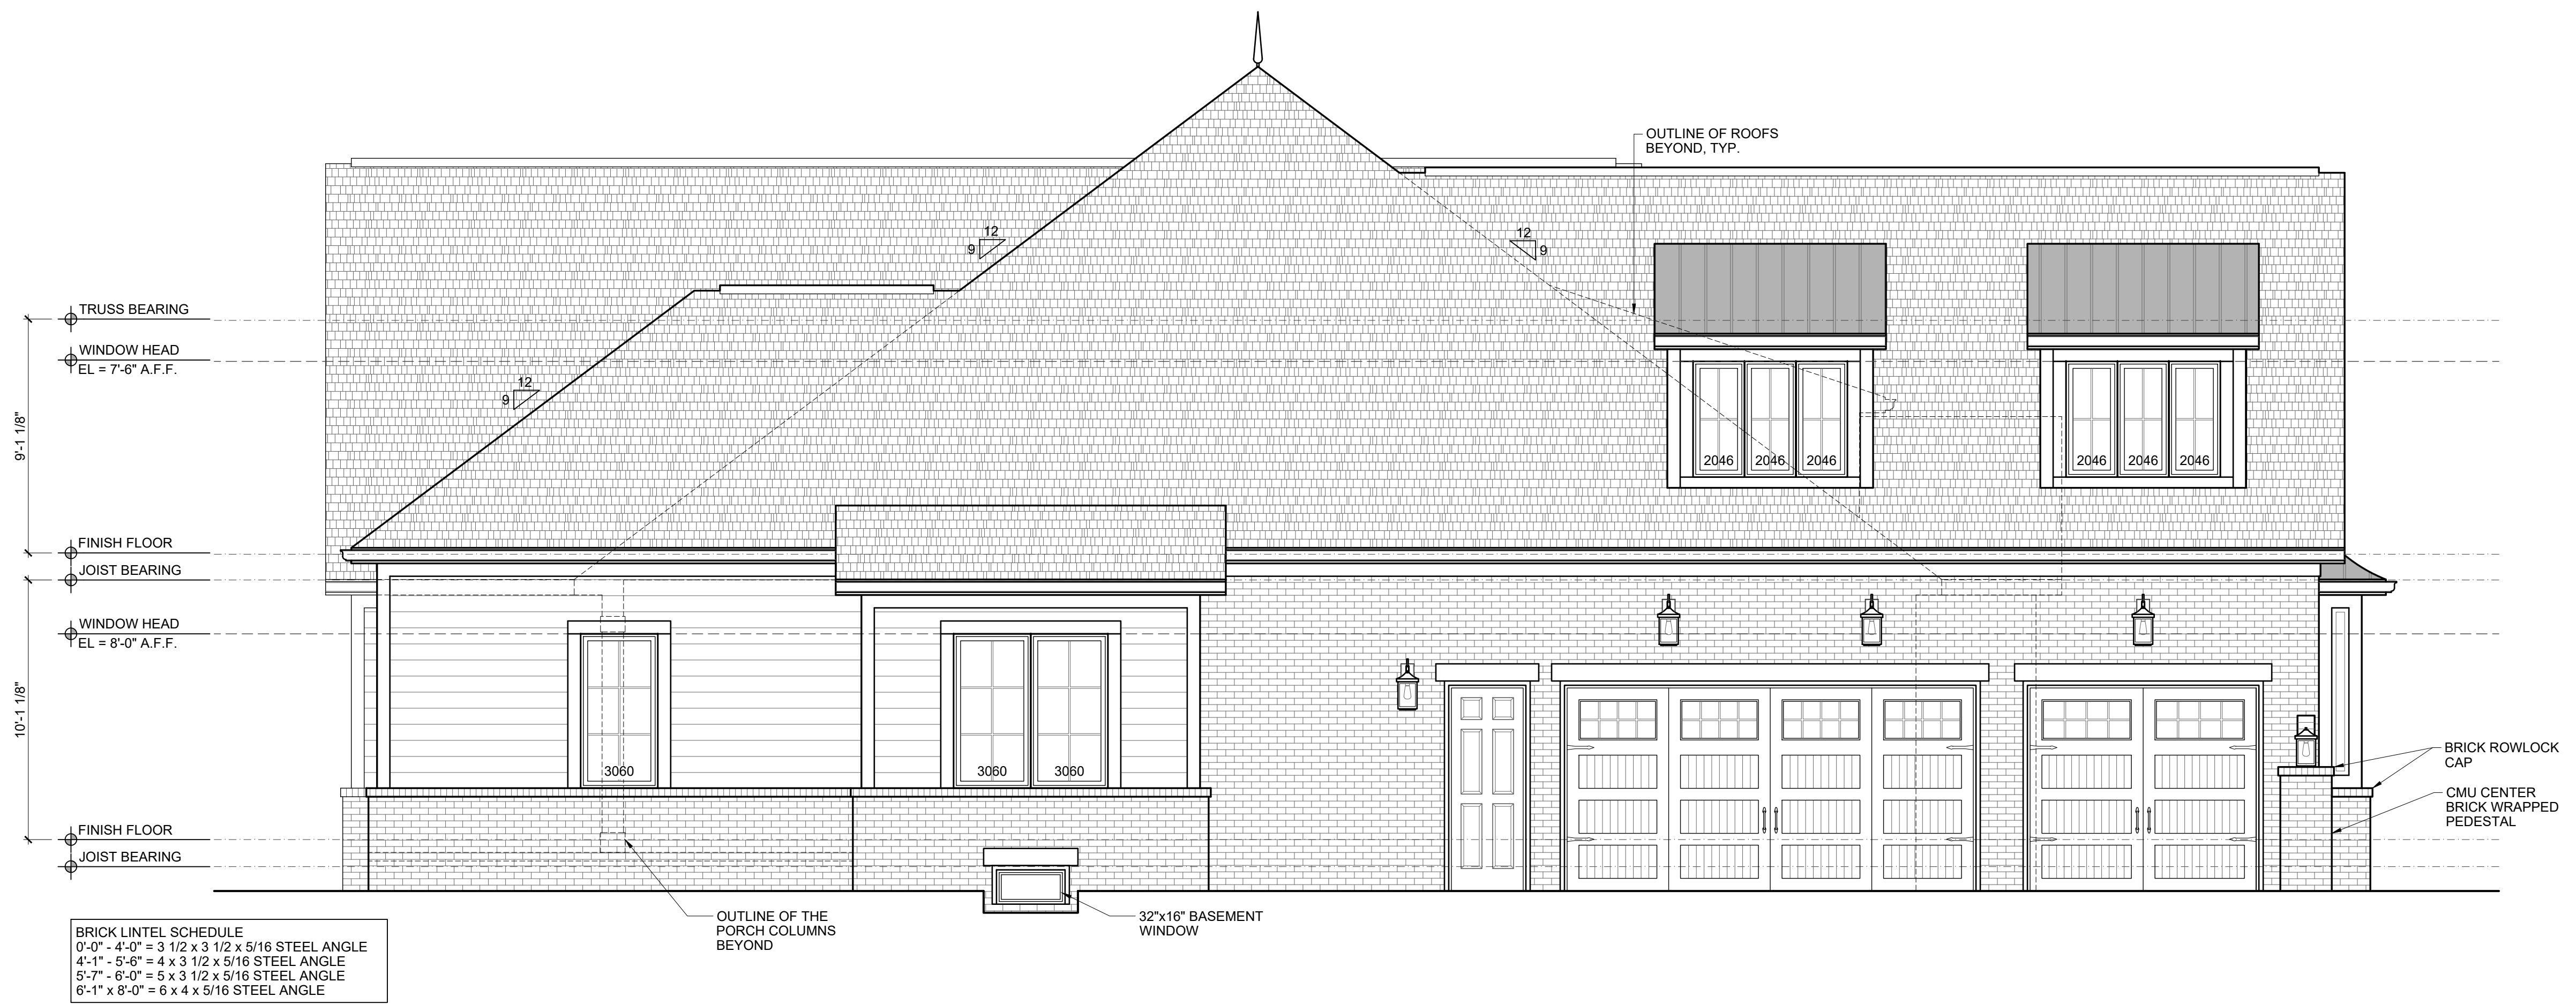 OUTLINE OF ROOFS
BEYOND, TYP.
12
9
12
9
12
9
TRUSS BEARING
WINDOW HEAD
EL = 7'-6" A.F.F.
9'-1 1/8"
2046
2046
2046
2046
2046
2046
FINISH FLOOR
JOIST BEARING
WINDOW HEAD
EL = 8'-0" A.F.F.
10'-1 1/8"
3060
3060
3060
BRICK ROWLOCK
CAP
CMU CENTER
BRICK WRAPPED
PEDESTAL
FINISH FLOOR
JOIST BEARING
OUTLINE OF THE
PORCH COLUMNS
BEYOND
32"x16" BASEMENT
WINDOW
BRICK LINTEL SCHEDULE
0'-0" - 4'-0" = 3 1/2 x 3 1/2 x 5/16 STEEL ANGLE
4'-1" - 5'-6" = 4 x 3 1/2 x 5/16 STEEL ANGLE
5'-7" - 6'-0" = 5 x 3 1/2 x 5/16 STEEL ANGLE
6'-1" x 8'-0" = 6 x 4 x 5/16 STEEL ANGLE